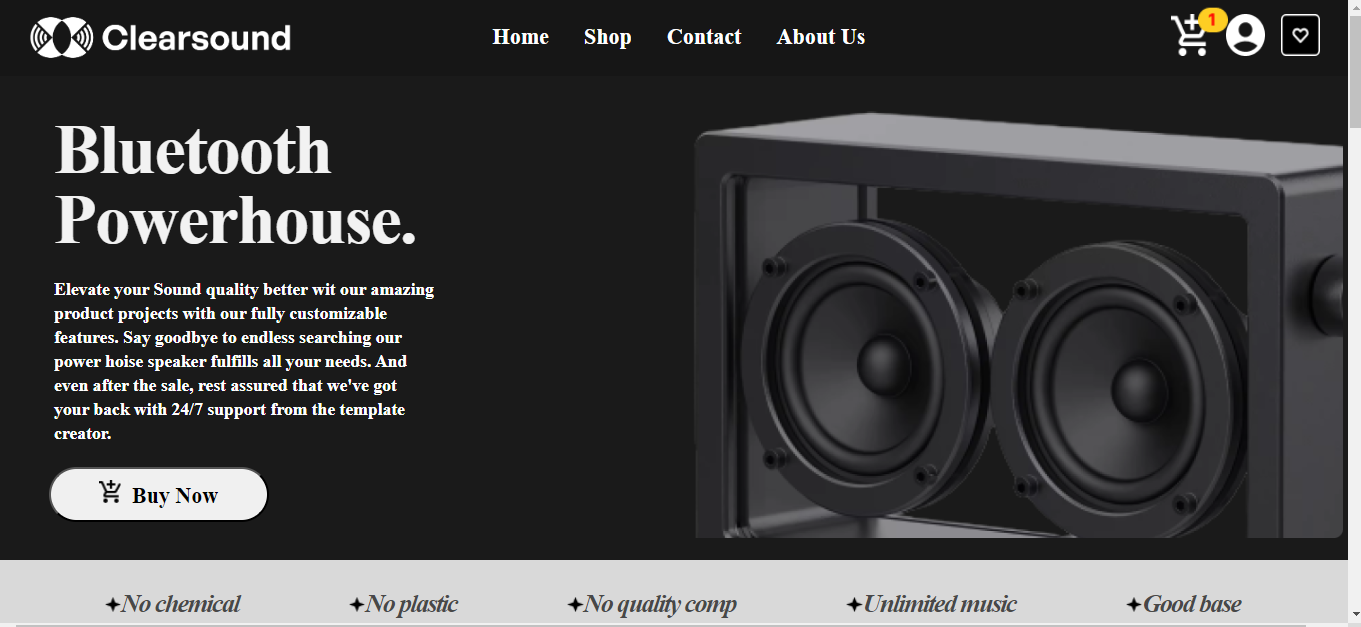 Clearsound
Home Shop Contact About Us
1
Bluetooth
Powerhouse.
Elevate your Sound quality better wit our amazing
product projects with our fully customizable
features. Say goodbye to endless searching our
power hoise speaker fulfills all your needs. And
even after the sale, rest assured that we've got
your back with 24/7 support from the template
creator.
Buy Now
No chemical No plastic No quality comp Unlimited music Good base